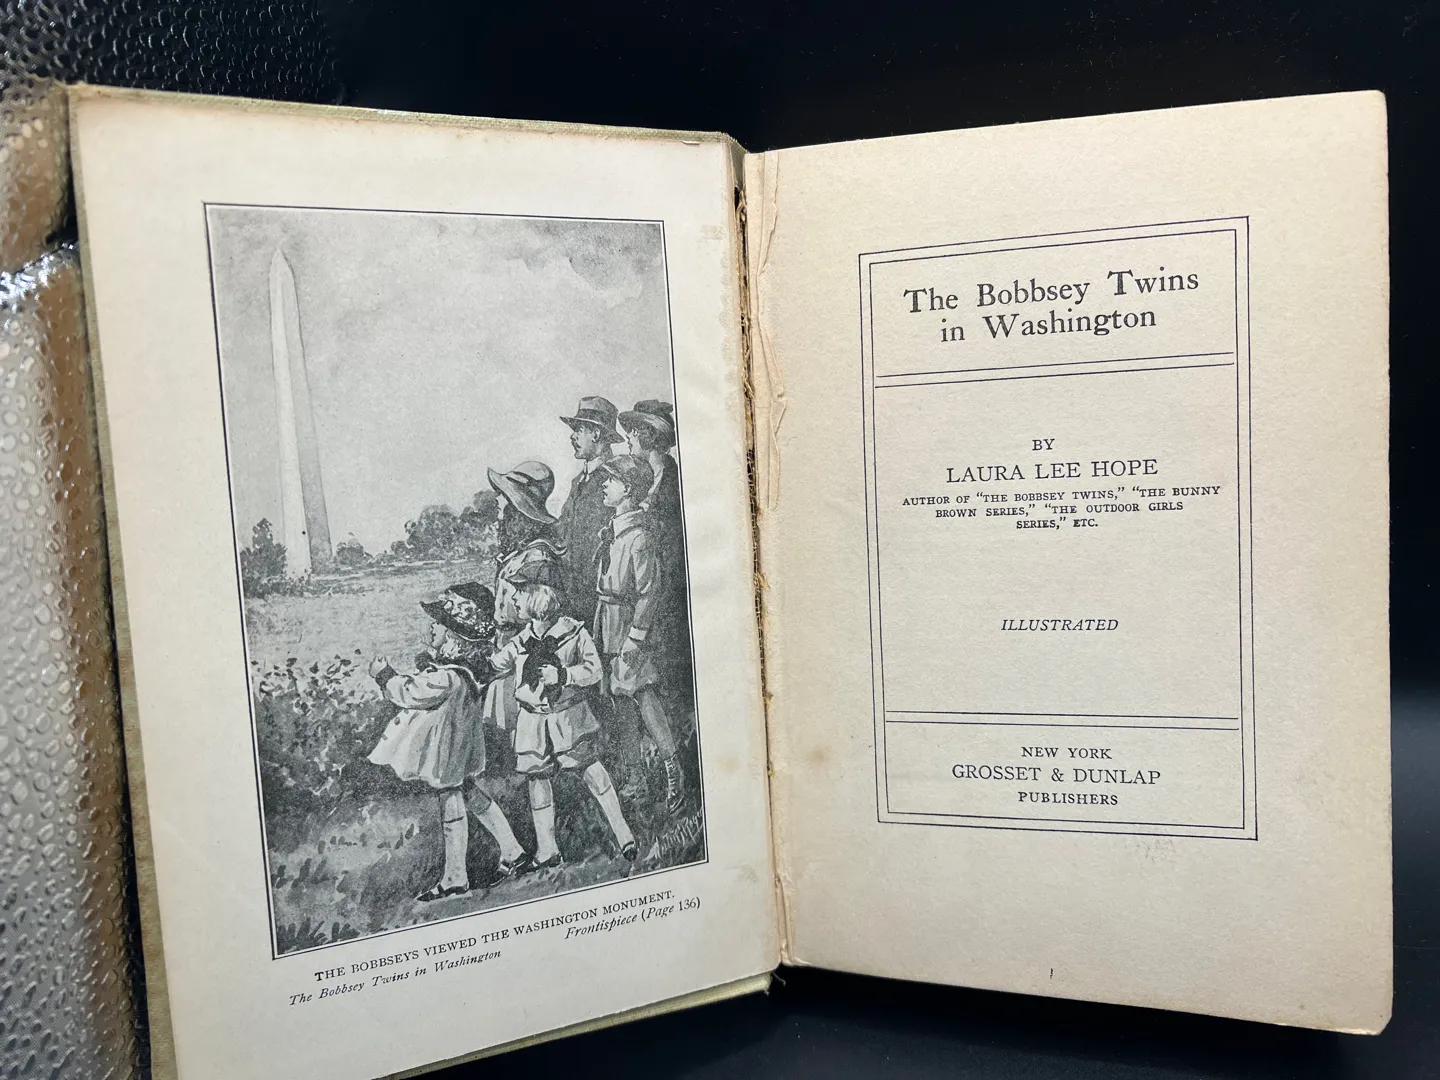 THE BOBBSEYS VIEWED THE WASHINGTON MONUMENT.
Frontispiece (Page 136)
The Bobbsey Twins in Washington
The Bobbsey Twins
in Washington
BY
LAURA LEE HOPE
AUTHOR OF "THE BOBBSEY TWINS," "THE BUNNY
BROWN SERIES," "THE OUTDOOR GIRLS
SERIES," ETC.
ILLUSTRATED
NEW YORK
GROSSET & DUNLAP
PUBLISHERS